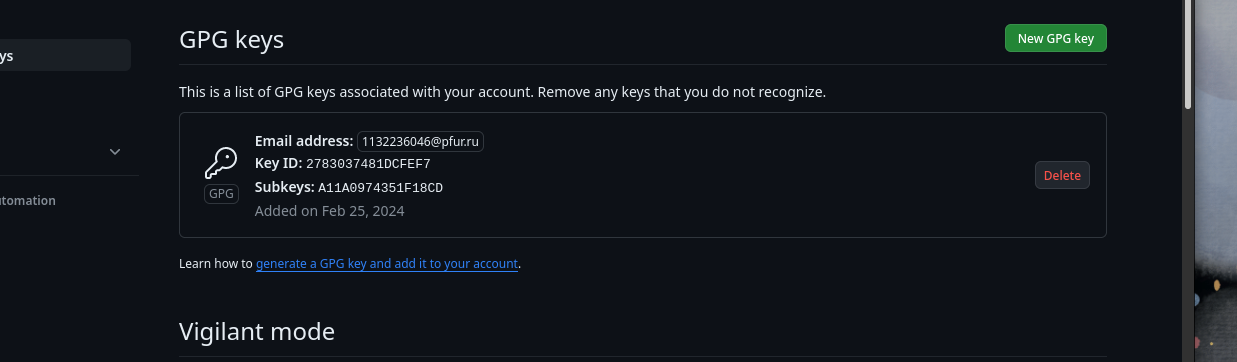 GPG keys
New GPG key
ys
This is a list of GPG keys associated with your account. Remove any keys that you do not recognize.
Email address: 1132236046@pfur.ru
Key ID: 2783037481DCFEF7
GPG
Subkeys: A11A0974351F18CD
Delete
Added on Feb 25, 2024
utomation
Learn how to generate a GPG key and add it to your account.
Vigilant mode